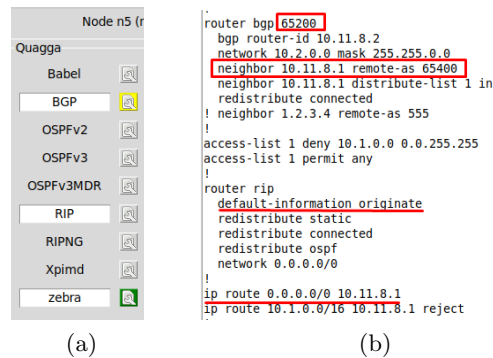 Node n5 (r
Quagga
Babel
BGP
OSPFv2
OSPFv3
OSPFv3MDR
RIP
RIPNG
Xpimd
zebra
(a)
router bgp 65200
bgp router-id 10.11.8.2
network 10.2.0.0 mask 255.255.0.0
neighbor 10.11.8.1 remote-as 65400
neighbor 10.11.8.1 distribute-list 1 in
redistribute connected
! neighbor 1.2.3.4 remote-as 555
!
access-list 1 deny 10.1.0.0 0.0.255.255
access-list 1 permit any
!
router rip
default-information originate
redistribute static
redistribute connected
redistribute ospf
network 0.0.0.0/0
!
ip route 0.0.0.0/0 10.11.8.1
ip route 10.1.0.0/16 10.11.8.1 reject
(b)